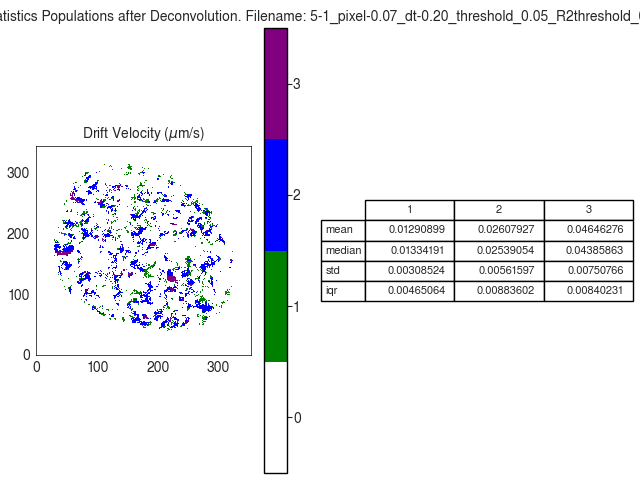 atistics Populations after Deconvolution. Filename: 5-1_pixel-0.07_dt-0.20_threshold_0.05_R2threshold_
Drift Velocity (μm/s)
300
200
100
0
0 100 200 300
3
2
1
0
1 2 3
mean 0.01290899 0.02607927 0.04646276
median 0.01334191 0.02539054 0.04385863
std 0.00308524 0.00561597 0.00750766
iqr 0.00465064 0.00883602 0.00840231